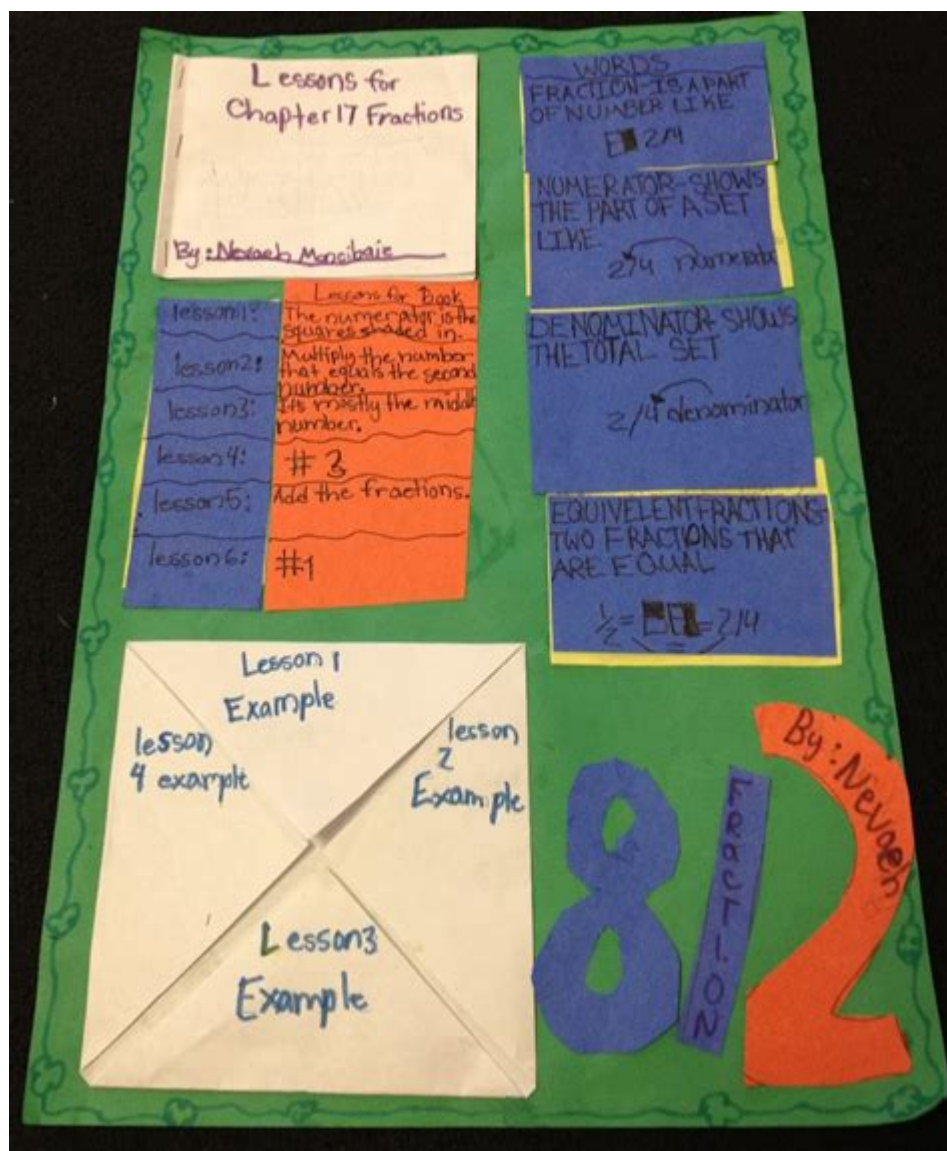 Lessons for
Chapter 17 Fractions
By: Nevaeh
lesson1:
lesson2:
lesson3:
lesson4:
lesson5:
lesson6:
Lessons for Book
The numerator is the
squares shaded in.
Multiply the number
that equals the second
number.
Its mostly the middle
number.
# 3
Add the fractions.
#1
WORDS
FRACTION-IS A PART
OF NUMBER LIKE
2/4
NUMERATOR-SHOWS
THE PART OF A SET
LIKE
2/4 numerator
DENOMINATOR-SHOWS
THE TOTAL SET
2/4 denominator
EQUIVELENT FRACTIONS-
TWO FRACTIONS THAT
ARE EQUAL
1/2 = = 2/4
=
Lesson 1
Example
lesson
4 example
lesson
2
Example
Lesson3
Example
8/2
FRacTION
By: Nevaeh